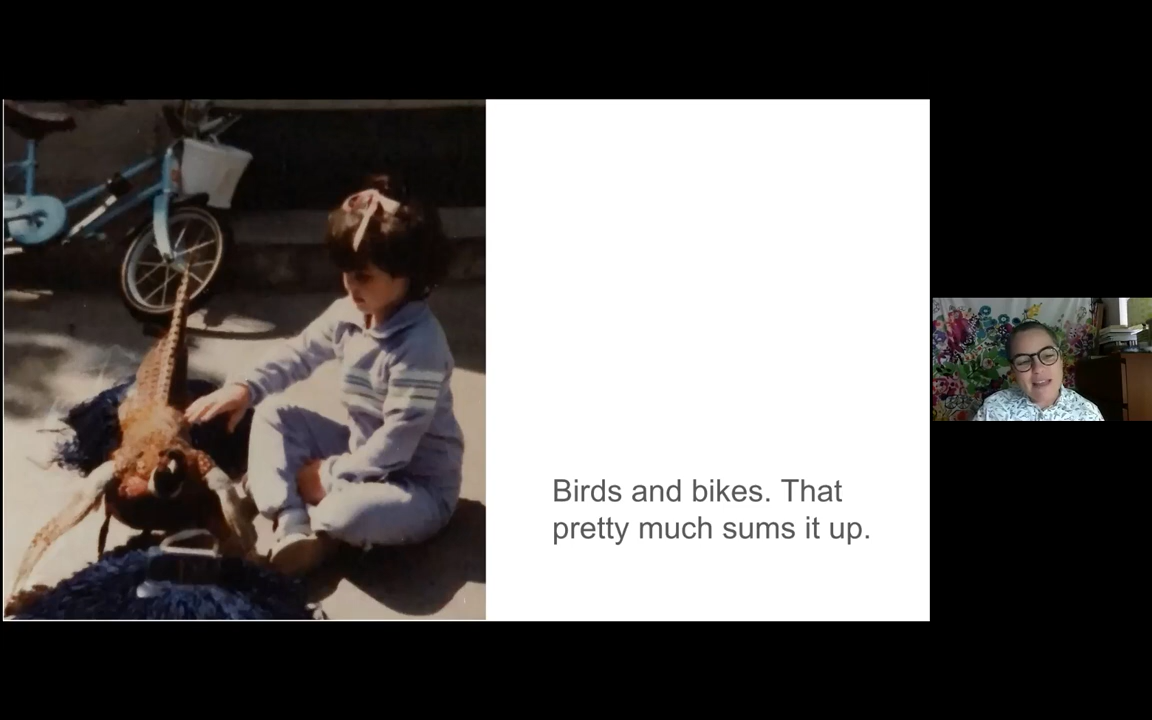 Birds and bikes. That
pretty much sums it up.